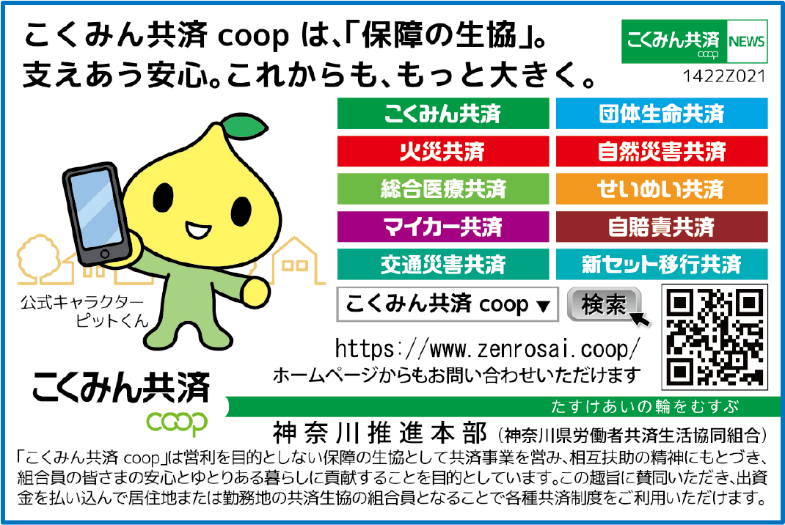 こくみん共済 coop は、「保障の生協」。
支えあう安心。これからも、もっと大きく。
こくみん共済 coop NEWS
1422Z021
こくみん共済
団体生命共済
火災共済
自然災害共済
総合医療共済
せいめい共済
マイカー共済
自賠責共済
交通災害共済
新セット移行共済
公式キャラクター
ピットくん
こくみん共済 coop ▼
検索
https://www.zenrosai.coop/
ホームページからもお問い合わせいただけます
こくみん共済
coop
たすけあいの輪をむすぶ
神奈川推進本部(神奈川県労働者共済生活協同組合)
「こくみん共済 coop」は営利を目的としない保障の生協として共済事業を営み、相互扶助の精神にもとづき、
組合員の皆さまの安心とゆとりある暮らしに貢献することを目的としています。この趣旨に賛同いただき、出資
金を払い込んで居住地または勤務地の共済生協の組合員となることで各種共済制度をご利用いただけます。